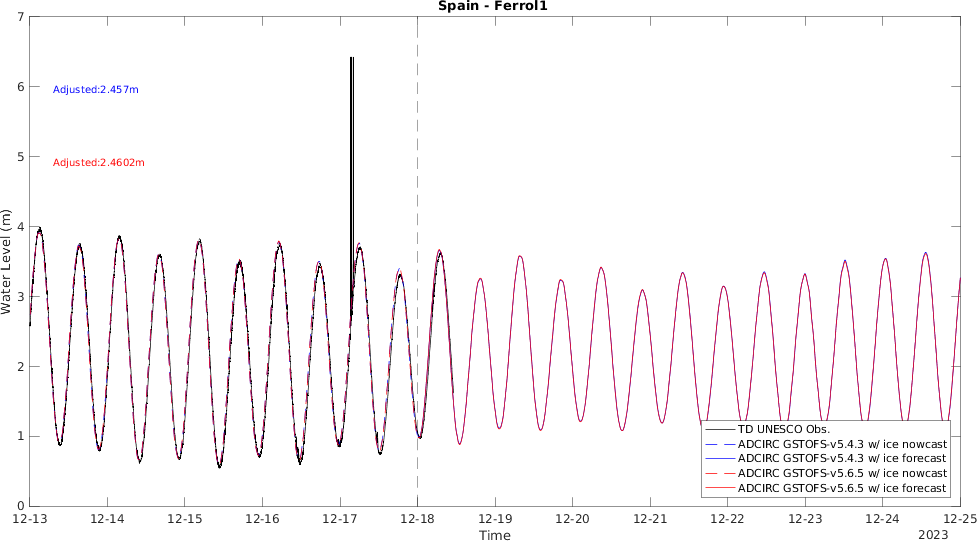 Spain - Ferrol1
7
6
5
4
3
2
1
0
Water Level (m)
Adjusted:2.457m
Adjusted:2.4602m
TD UNESCO Obs.
ADCIRC GSTOFS-v5.4.3 w/ ice nowcast
ADCIRC GSTOFS-v5.4.3 w/ ice forecast
ADCIRC GSTOFS-v5.6.5 w/ ice nowcast
ADCIRC GSTOFS-v5.6.5 w/ ice forecast
12-13 12-14 12-15 12-16 12-17 12-18 12-19 12-20 12-21 12-22 12-23 12-24 12-25
Time
2023